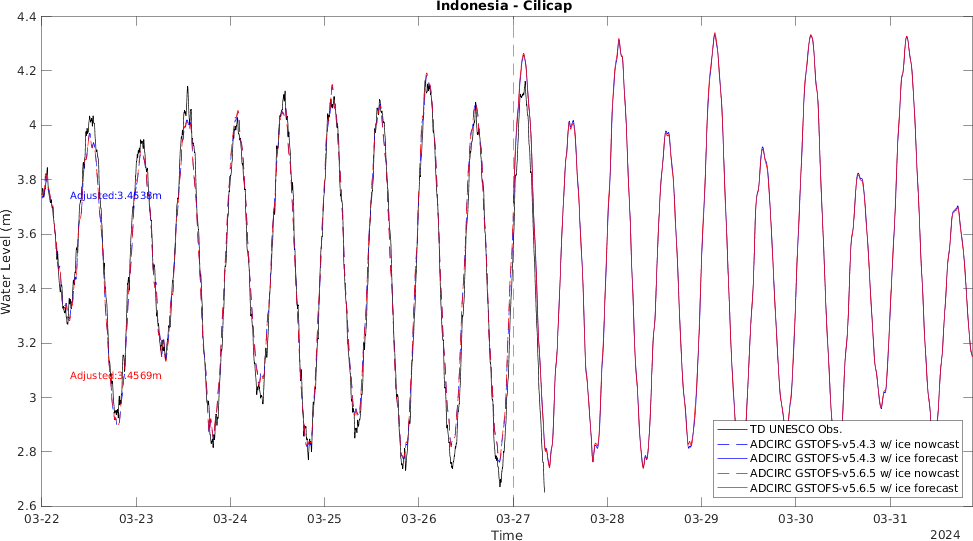 Indonesia - Cilicap
4.4
4.2
4
3.8
3.6
3.4
3.2
3
2.8
2.6
Water Level (m)
Adjusted:3.4538m
Adjusted:3.4569m
TD UNESCO Obs.
ADCIRC GSTOFS-v5.4.3 w/ ice nowcast
ADCIRC GSTOFS-v5.4.3 w/ ice forecast
ADCIRC GSTOFS-v5.6.5 w/ ice nowcast
ADCIRC GSTOFS-v5.6.5 w/ ice forecast
03-22 03-23 03-24 03-25 03-26 03-27 03-28 03-29 03-30 03-31
Time
2024